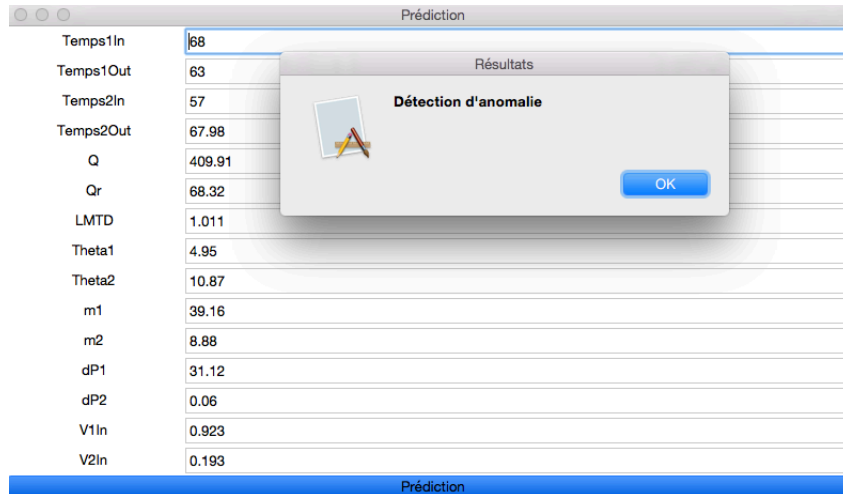 Prédiction
Temps1In 68
Résultats
Temps1Out 63
Temps2In 57
Détection d'anomalie
Temps2Out 67.98
Q 409.91
OK
Qr 68.32
LMTD 1.011
Theta1 4.95
Theta2 10.87
m1 39.16
m2 8.88
dP1 31.12
dP2 0.06
V1In 0.923
V2In 0.193
Prédiction